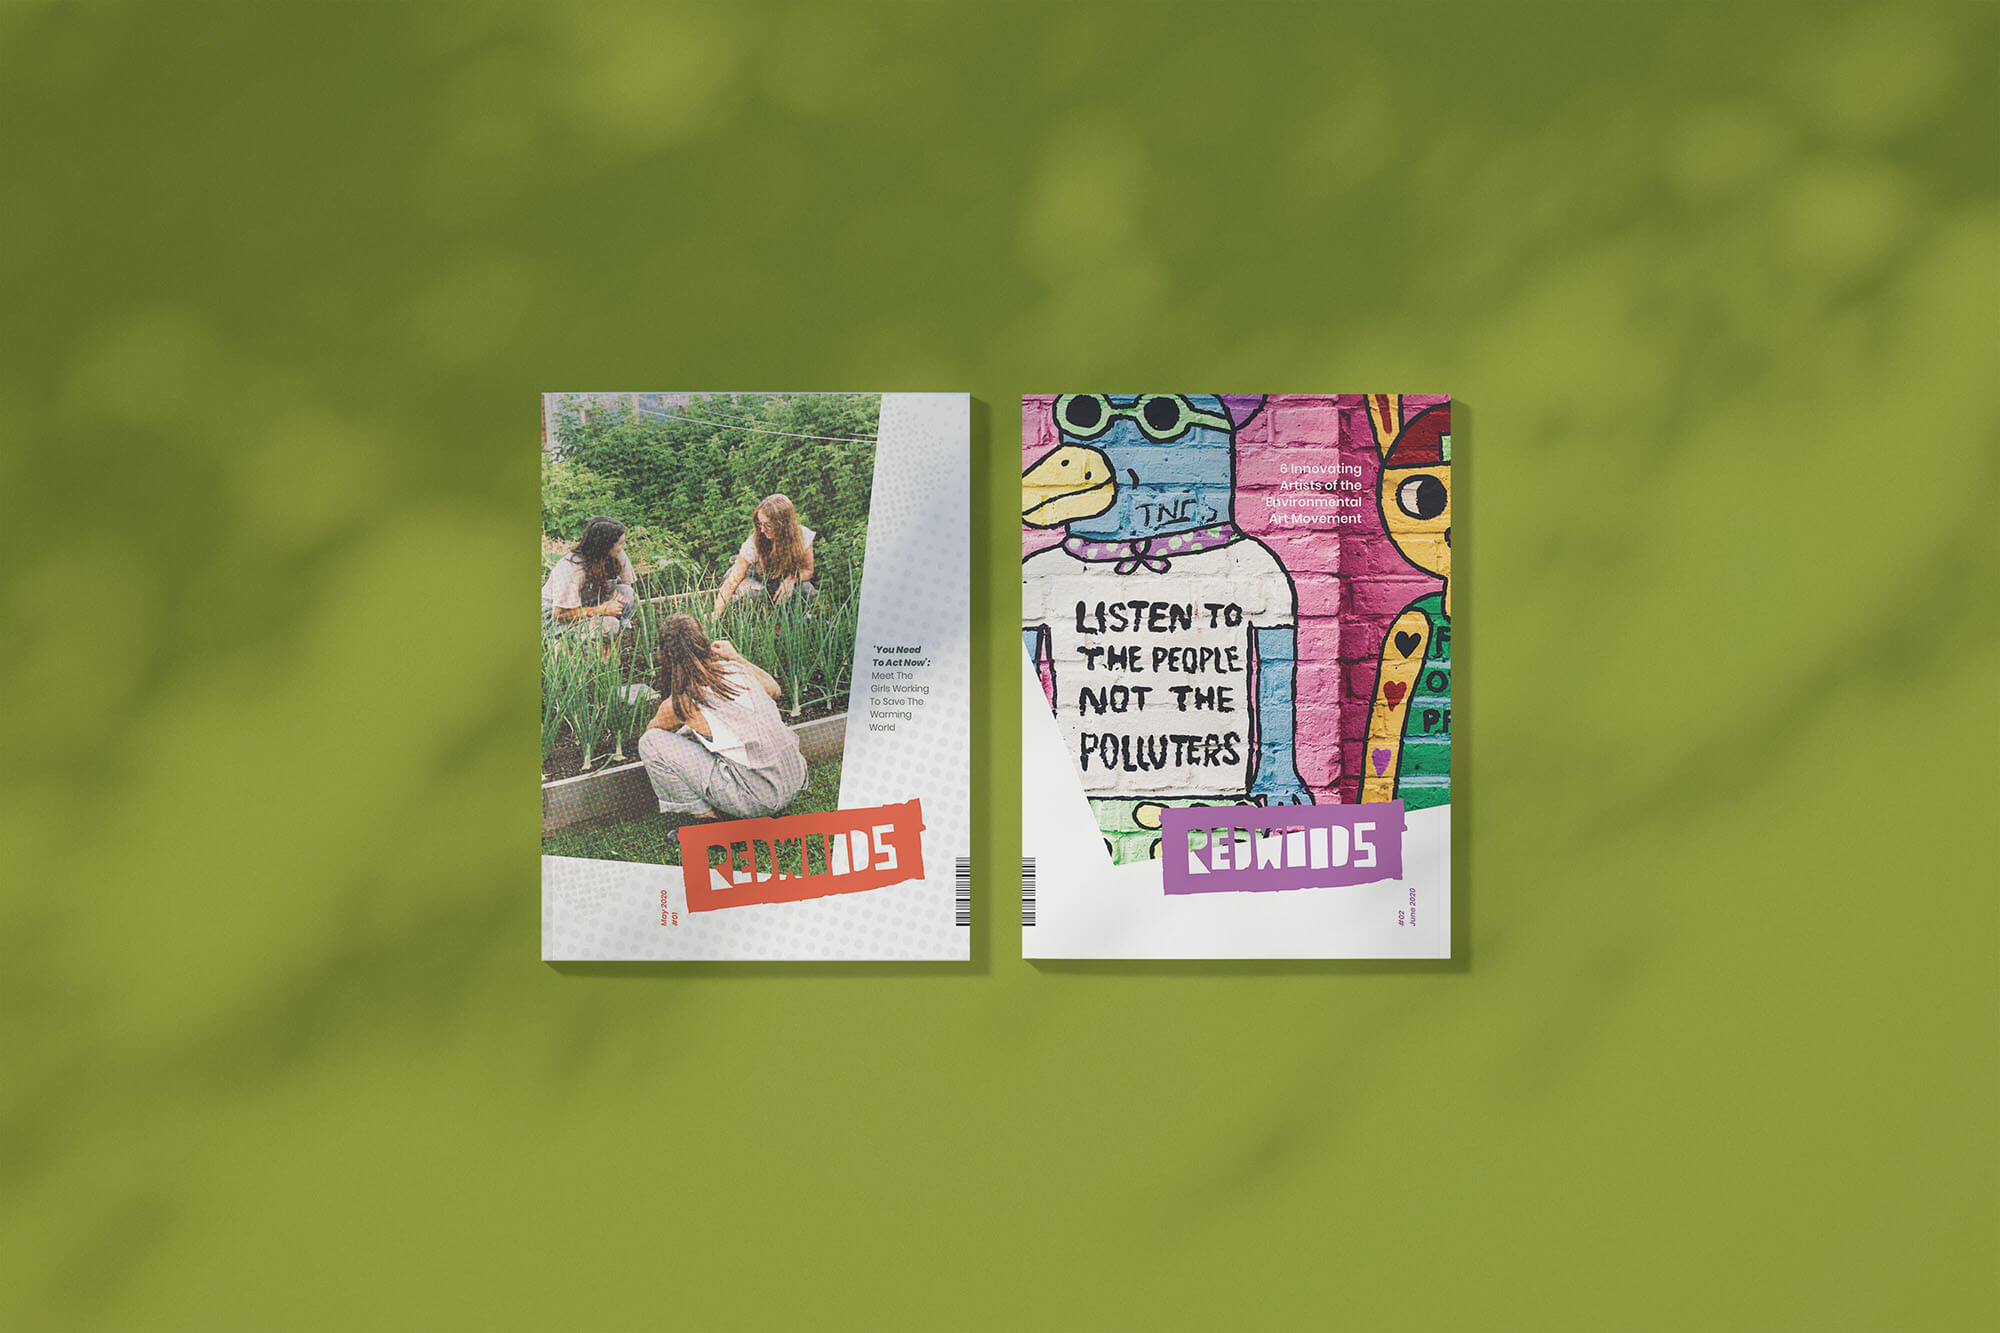 'You Need
To Act Now':
Meet The
Girls Working
To Save The
Warming
World
REDWOODS
May 2020
#01
6 Innovating
Artists of the
Environmental
Art Movement
TNC
LISTEN TO
THE PEOPLE
NOT THE
POLLUTERS
F
O
PF
REDWOODS
#02
June 2020